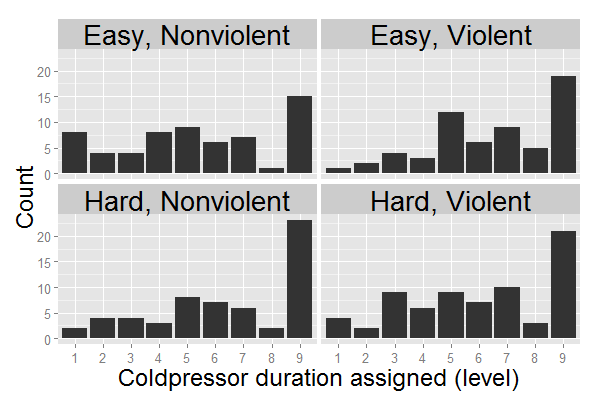 Easy, Nonviolent
Easy, Violent
20
15
10
5
0
Hard, Nonviolent
Hard, Violent
20
15
10
5
0
Count
1 2 3 4 5 6 7 8 9
1 2 3 4 5 6 7 8 9
Coldpressor duration assigned (level)